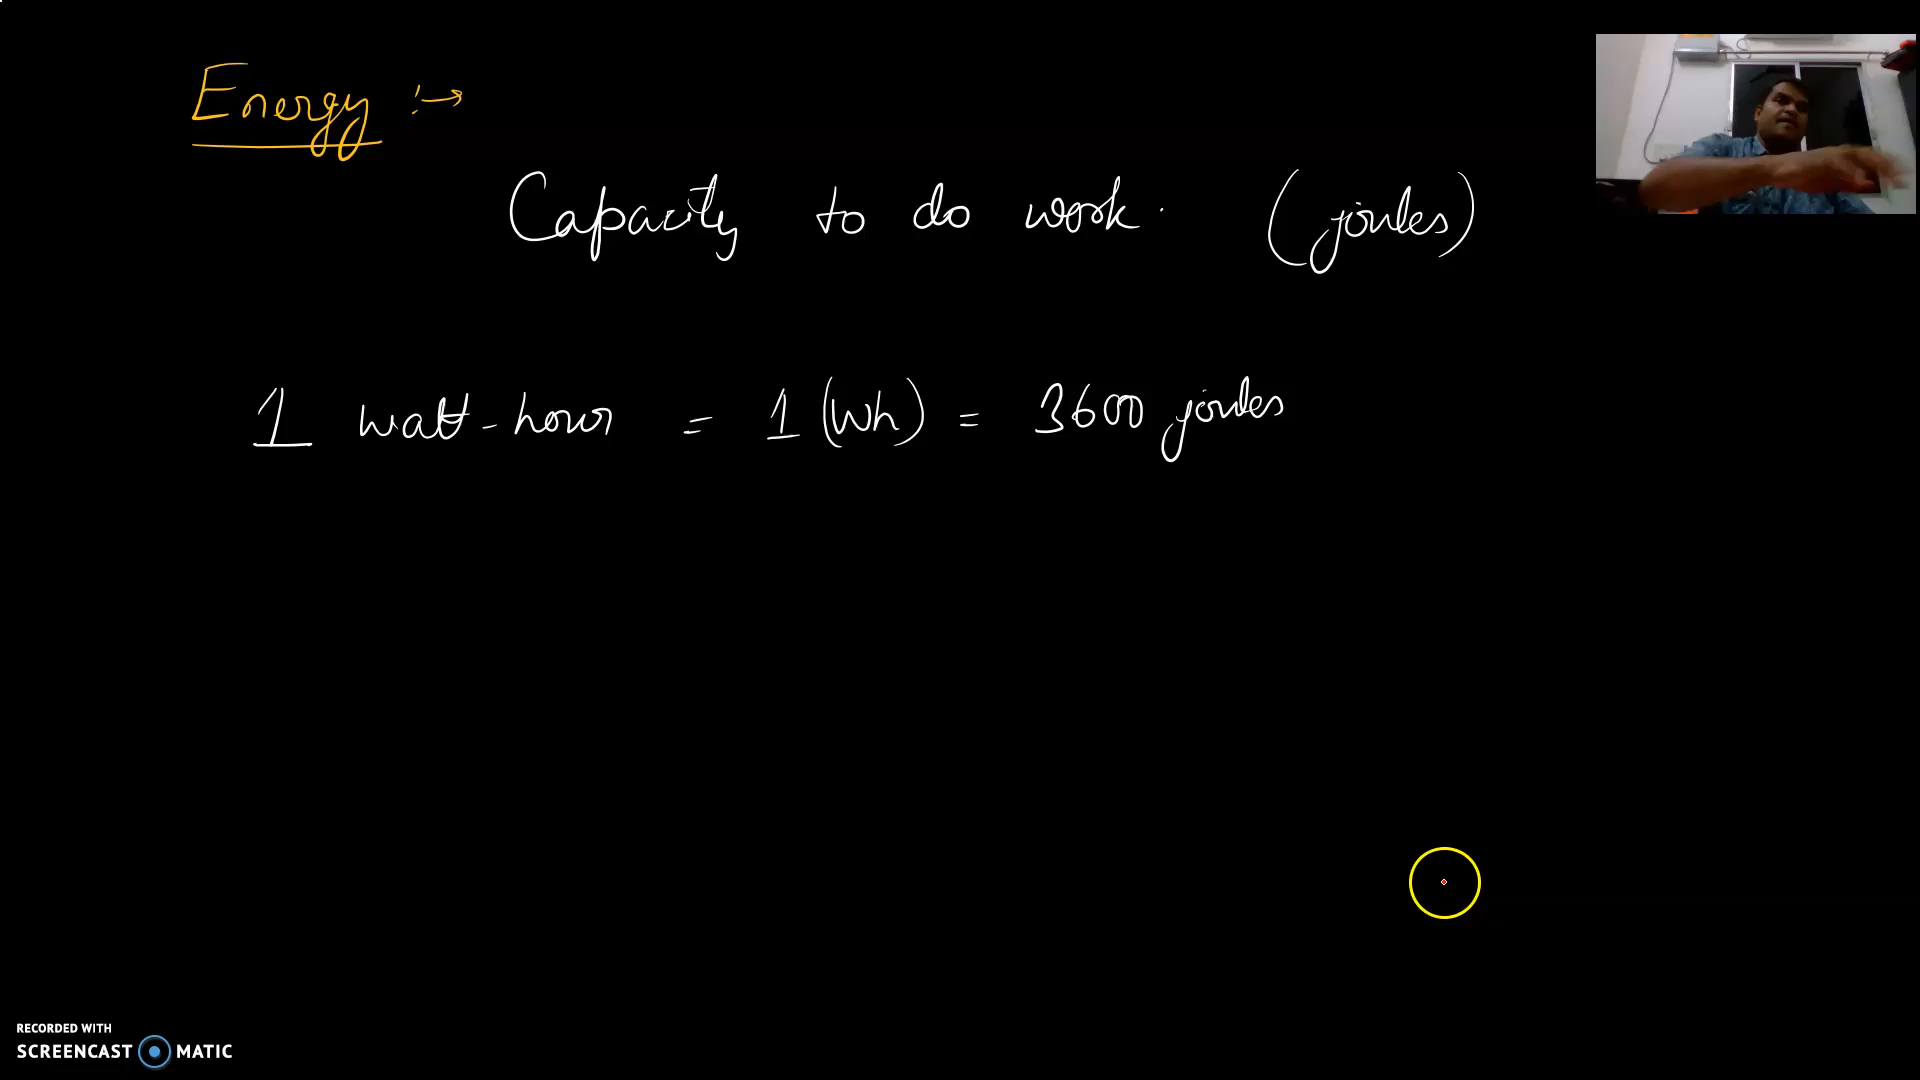 Energy :→
Capacity to do work. (joules)
1 watt-hour = 1 (Wh) = 3600 joules
RECORDED WITH
SCREENCAST MATIC